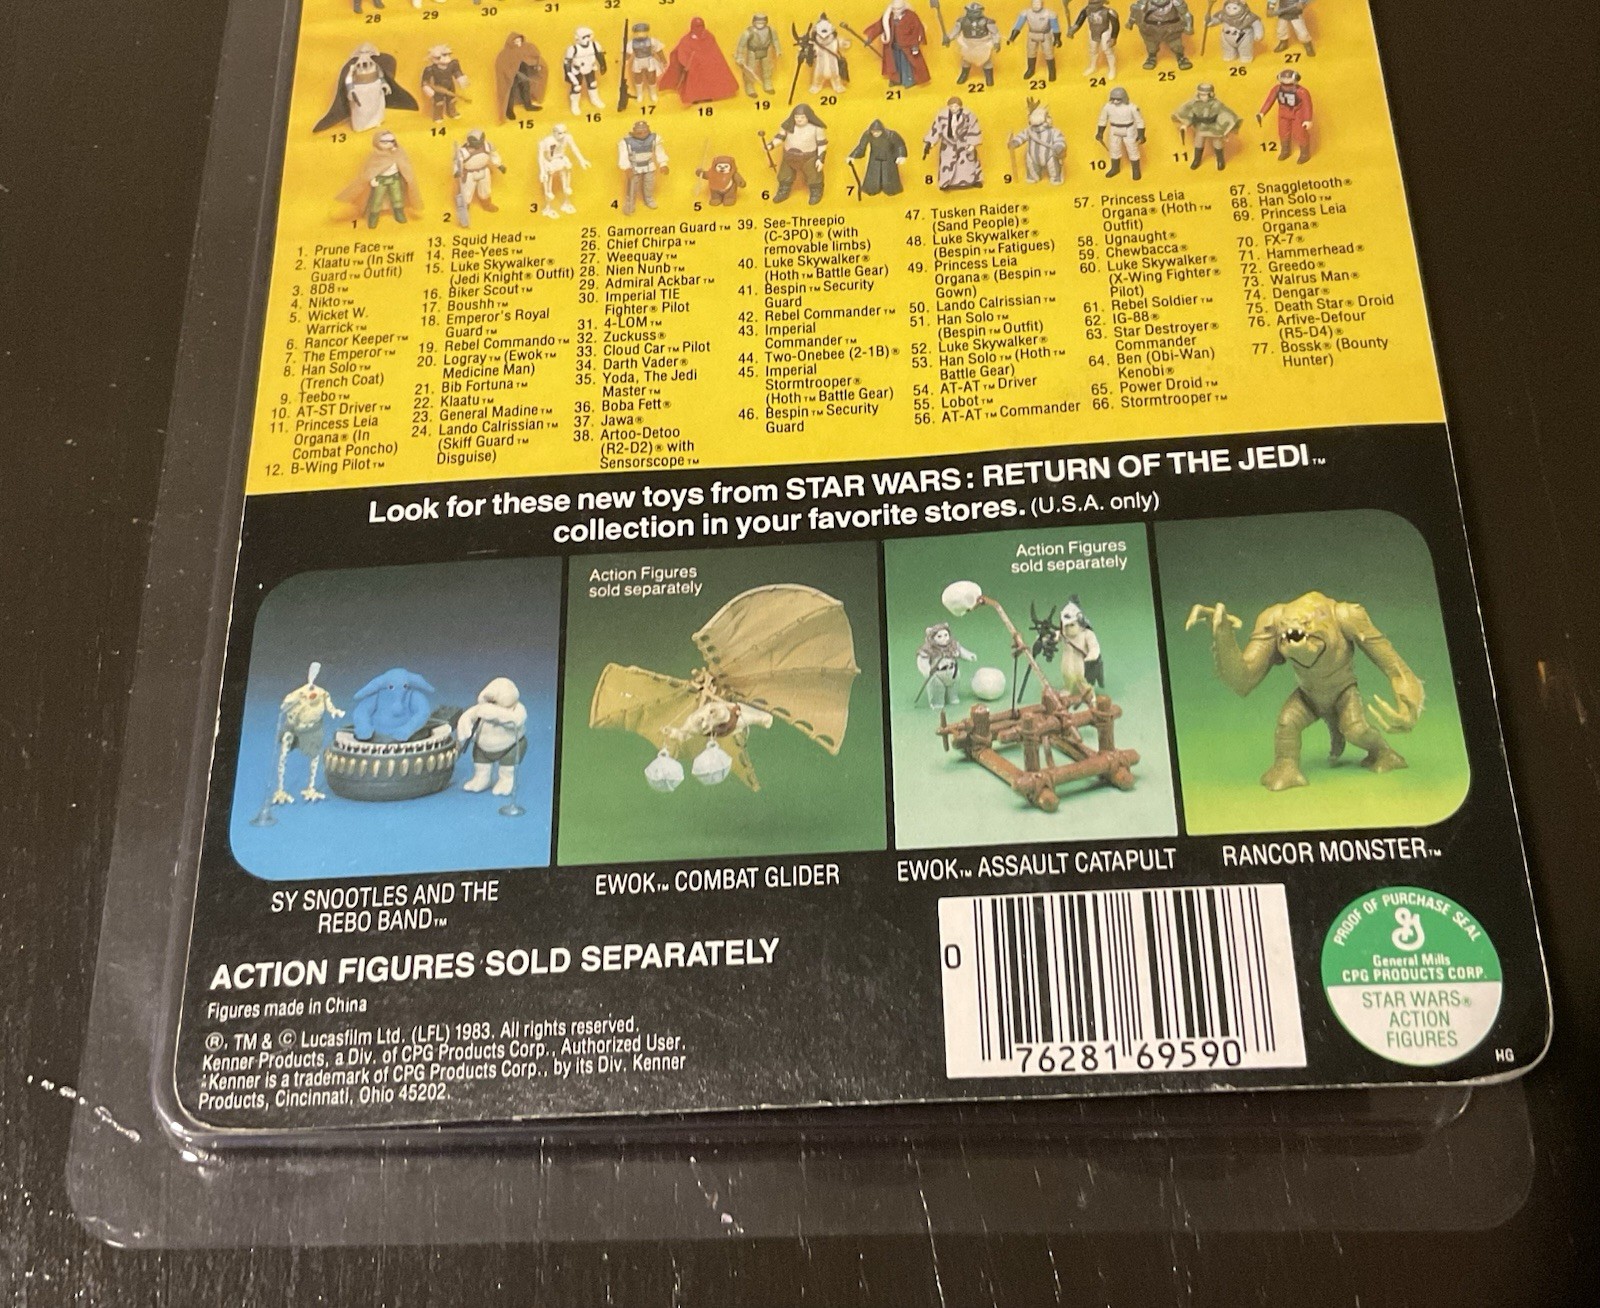 28 29 30 31 32 33
13 14 15 16 17 18 19 20 21 22 23 24 25 26 27
1 2 3 4 5 6 7 8 9 10 11 12
1. Prune Face™
2. Klaatu™ (In Skiff
Guard™ Outfit)
3. 8D8™
4. Nikto™
5. Wicket W.
Warrick™
6. Rancor Keeper™
7. The Emperor™
8. Han Solo™
(Trench Coat)
9. Teebo™
10. AT-ST Driver™
11. Princess Leia
Organa® (In
Combat Poncho)
12. B-Wing Pilot™
13. Squid Head™
14. Ree-Yees™
15. Luke Skywalker®
(Jedi Knight® Outfit)
16. Biker Scout™
17. Boushh™
18. Emperor's Royal
Guard™
19. Rebel Commando™
20. Logray™ (Ewok™
Medicine Man)
21. Bib Fortuna™
22. Klaatu™
23. General Madine™
24. Lando Calrissian™
(Skiff Guard™
Disguise)
25. Gamorrean Guard™
26. Chief Chirpa™
27. Weequay™
28. Nien Nunb™
29. Admiral Ackbar™
30. Imperial TIE
Fighter® Pilot
31. 4-LOM™
32. Zuckuss®
33. Cloud Car™ Pilot
34. Darth Vader®
35. Yoda, The Jedi
Master™
36. Boba Fett®
37. Jawa®
38. Artoo-Detoo
(R2-D2)® with
Sensorscope™
39. See-Threepio
(C-3PO)® (with
removable limbs)
40. Luke Skywalker®
(Hoth™ Battle Gear)
41. Bespin™ Security
Guard
42. Rebel Commander™
43. Imperial
Commander™
44. Two-Onebee (2-1B)®
45. Imperial
Stormtrooper®
(Hoth™ Battle Gear)
46. Bespin™ Security
Guard
47. Tusken Raider®
(Sand People)®
48. Luke Skywalker®
(Bespin™ Fatigues)
49. Princess Leia
Organa® (Bespin™
Gown)
50. Lando Calrissian™
51. Han Solo™
(Bespin™ Outfit)
52. Luke Skywalker®
53. Han Solo™ (Hoth™
Battle Gear)
54. AT-AT™ Driver
55. Lobot™
56. AT-AT™ Commander
57. Princess Leia
Organa® (Hoth™
Outfit)
58. Ugnaught®
59. Chewbacca®
60. Luke Skywalker®
(X-Wing Fighter®
Pilot)
61. Rebel Soldier™
62. IG-88®
63. Star Destroyer®
Commander
64. Ben (Obi-Wan)
Kenobi®
65. Power Droid™
66. Stormtrooper™
67. Snaggletooth®
68. Han Solo™
69. Princess Leia
Organa®
70. FX-7®
71. Hammerhead®
72. Greedo®
73. Walrus Man®
74. Dengar®
75. Death Star® Droid
76. Arfive-Defour
(R5-D4)®
77. Bossk® (Bounty
Hunter)
Look for these new toys from STAR WARS: RETURN OF THE JEDI™
collection in your favorite stores. (U.S.A. only)
Action Figures
sold separately
Action Figures
sold separately
SY SNOOTLES AND THE
REBO BAND™
EWOK™ COMBAT GLIDER
EWOK™ ASSAULT CATAPULT
RANCOR MONSTER™
ACTION FIGURES SOLD SEPARATELY
Figures made in China
®, TM & © Lucasfilm Ltd. (LFL) 1983. All rights reserved.
Kenner Products, a Div. of CPG Products Corp., Authorized User.
Kenner is a trademark of CPG Products Corp., by its Div. Kenner
Products, Cincinnati, Ohio 45202.
0 76281 69590
PROOF OF PURCHASE SEAL
G
General Mills
CPG PRODUCTS CORP.
STAR WARS®
ACTION
FIGURES
HG